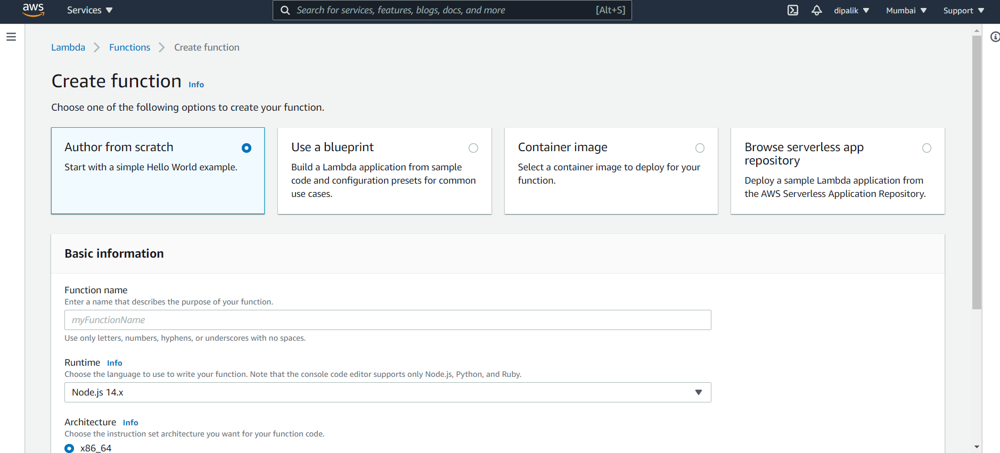 aws Services Search for services, features, blogs, docs, and more [Alt+S] dipalik Mumbai Support
Lambda Functions Create function
Create function Info
Choose one of the following options to create your function.
Author from scratch
Start with a simple Hello World example.
Use a blueprint
Build a Lambda application from sample
code and configuration presets for common
use cases.
Container image
Select a container image to deploy for your
function.
Browse serverless app
repository
Deploy a sample Lambda application from
the AWS Serverless Application Repository.
Basic information
Function name
Enter a name that describes the purpose of your function.
myFunctionName
Use only letters, numbers, hyphens, or underscores with no spaces.
Runtime Info
Choose the language to use to write your function. Note that the console code editor supports only Node.js, Python, and Ruby.
Node.js 14.x
Architecture Info
Choose the instruction set architecture you want for your function code.
x86_64